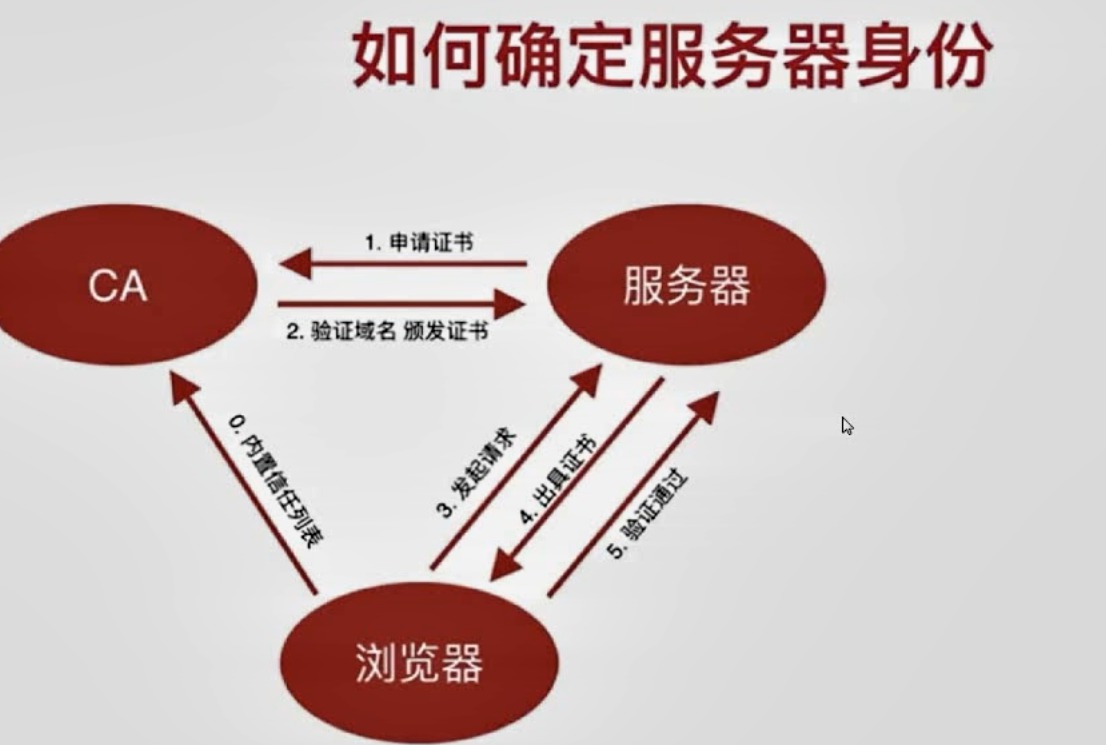 如何确定服务器身份
1. 申请证书
CA
服务器
2. 验证域名 颁发证书
0. 内置信任列表
3. 发起请求
4. 出具证书
5. 验证通过
浏览器